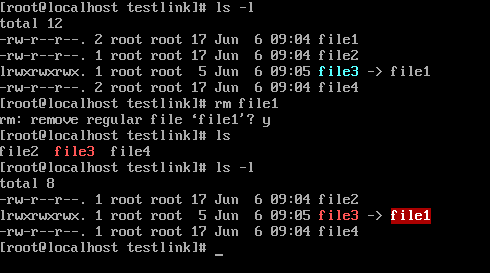 [root@localhost testlink]# ls -l
total 12
-rw-r--r--. 2 root root 17 Jun  6 09:04 file1
-rw-r--r--. 1 root root 17 Jun  6 09:04 file2
lrwxrwxrwx. 1 root root  5 Jun  6 09:05 file3 -> file1
-rw-r--r--. 2 root root 17 Jun  6 09:04 file4
[root@localhost testlink]# rm file1
rm: remove regular file ‘file1’? y
[root@localhost testlink]# ls
file2  file3  file4
[root@localhost testlink]# ls -l
total 8
-rw-r--r--. 1 root root 17 Jun  6 09:04 file2
lrwxrwxrwx. 1 root root  5 Jun  6 09:05 file3 -> file1
-rw-r--r--. 1 root root 17 Jun  6 09:04 file4
[root@localhost testlink]# _